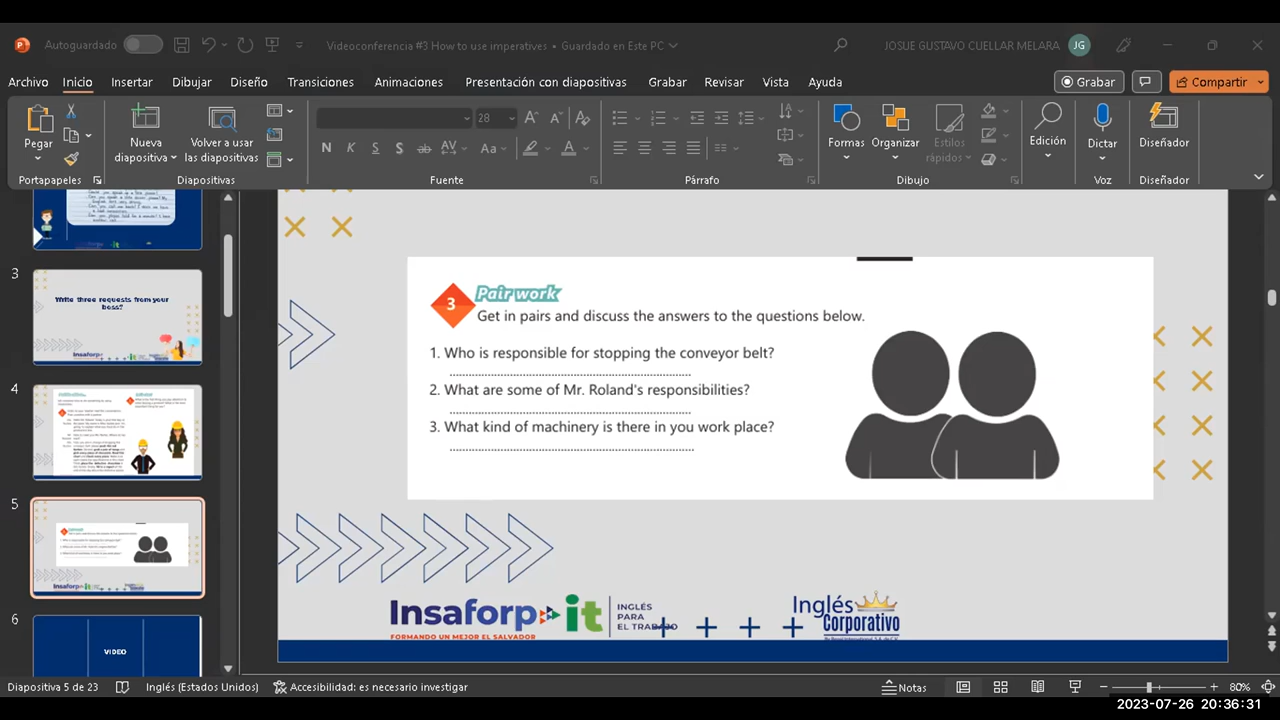 Autoguardado
Videoconferencia #3 How to use imperatives • Guardado en Este PC
JOSUE GUSTAVO CUELLAR MELARA
JG
Archivo Inicio Insertar Dibujar Diseño Transiciones Animaciones Presentación con diapositivas Grabar Revisar Vista Ayuda
Grabar
Compartir
Pegar
Nueva diapositiva
Volver a usar las diapositivas
28
N K S S ab AV Aa A
Formas
Organizar
Estilos rápidos
Edición
Dictar
Diseñador
Portapapeles
Diapositivas
Fuente
Párrafo
Dibujo
Voz
Diseñador
3
Write three requests from your boss?
4
5
6
VIDEO
3
Pair work
Get in pairs and discuss the answers to the questions below.
1. Who is responsible for stopping the conveyor belt?
2. What are some of Mr. Roland's responsibilities?
3. What kind of machinery is there in you work place?
Insaforp it
INGLÉS
PARA
EL TRABAJO
FORMANDO UN MEJOR EL SALVADOR
Inglés
Corporativo
Diapositiva 5 de 23
Inglés (Estados Unidos)
Accesibilidad: es necesario investigar
Notas
80%
2023-07-26 20:36:31